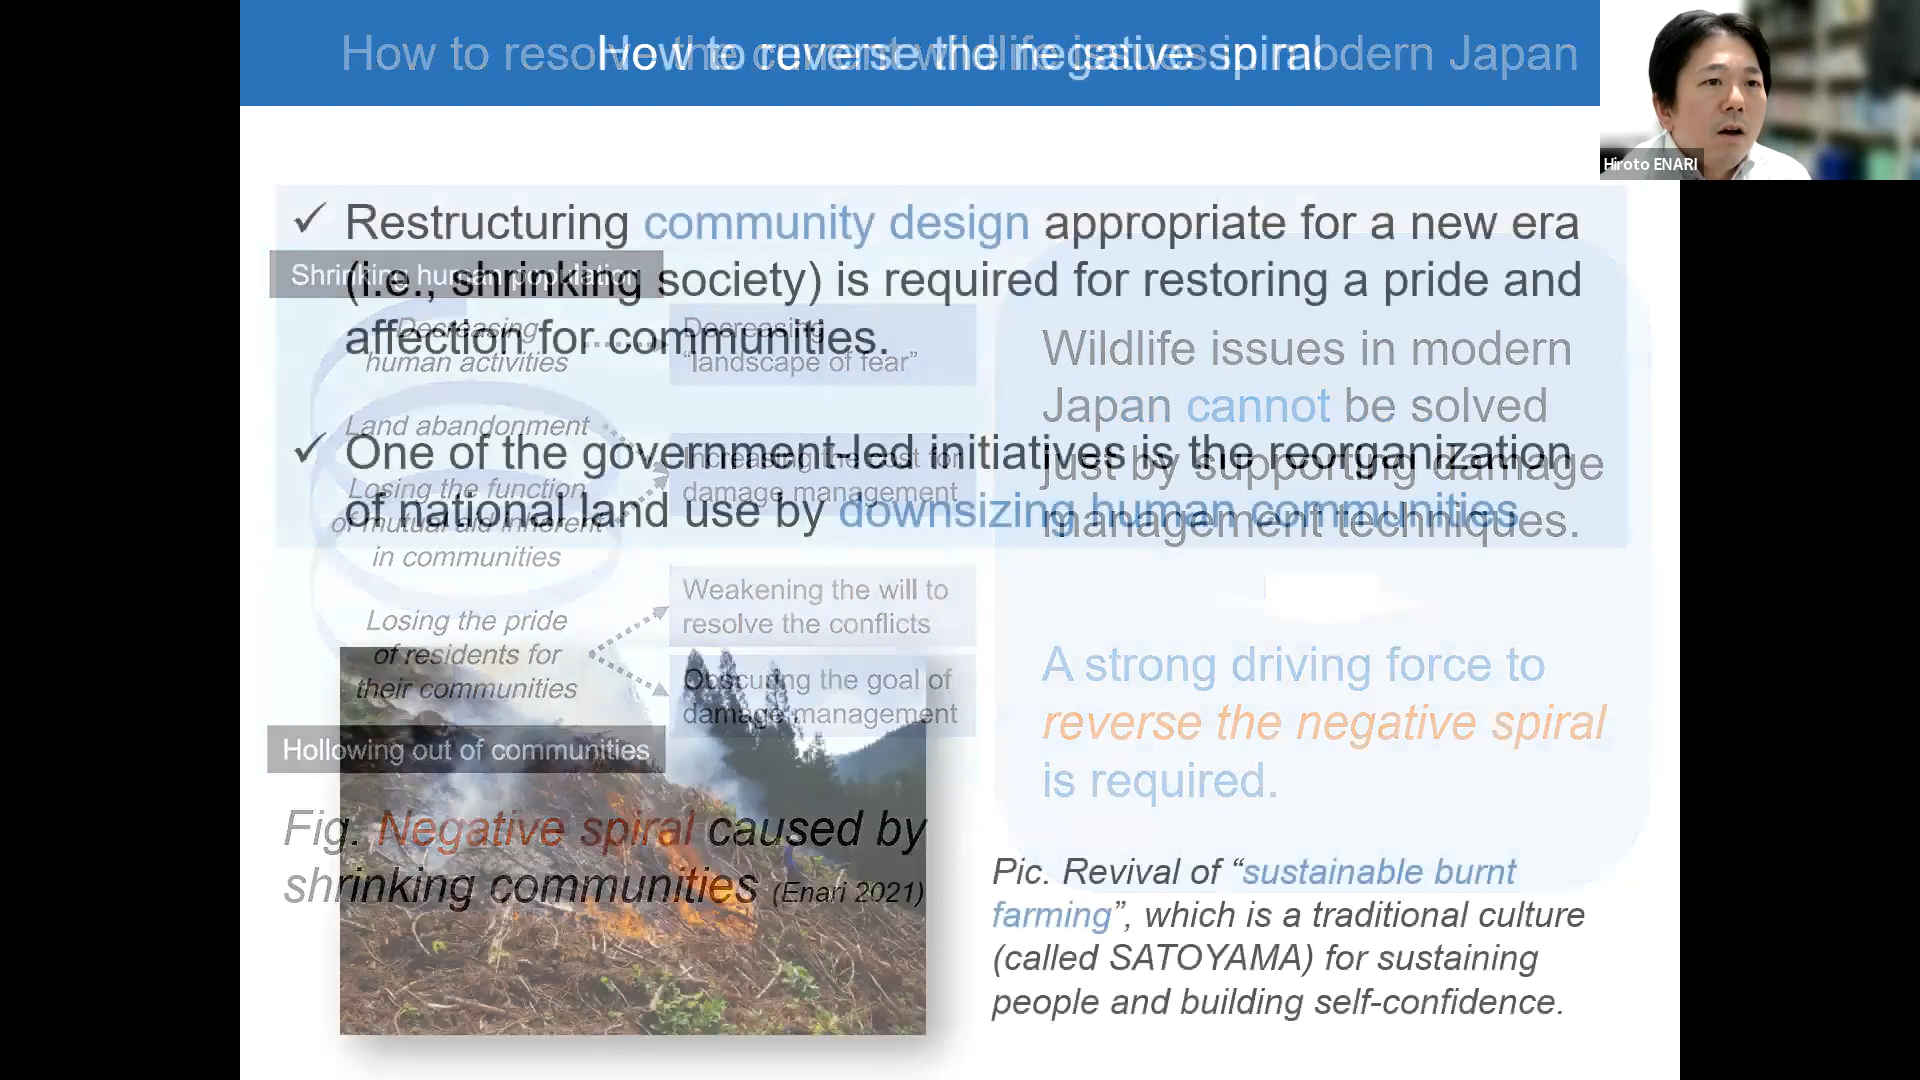 How to resolve the current wildlife issues in modern Japan
How to reverse the negative spiral
Hiroto ENARI
✓ Restructuring community design appropriate for a new era
(i.e., shrinking society) is required for restoring a pride and
affection for communities.
✓ One of the government-led initiatives is the reorganization
of national land use by downsizing human communities
Shrinking human population
Decreasing
human activities
Decreasing
“landscape of fear”
Land abandonment
Increasing the cost for
damage management
Losing the function
of mutual aid inherent
in communities
Weakening the will to
resolve the conflicts
Losing the pride
of residents for
their communities
Obscuring the goal of
damage management
Hollowing out of communities
Fig. Negative spiral caused by
shrinking communities (Enari 2021)
Wildlife issues in modern
Japan cannot be solved
just by supporting damage
management techniques.
A strong driving force to
reverse the negative spiral
is required.
Pic. Revival of “sustainable burnt
farming”, which is a traditional culture
(called SATOYAMA) for sustaining
people and building self-confidence.